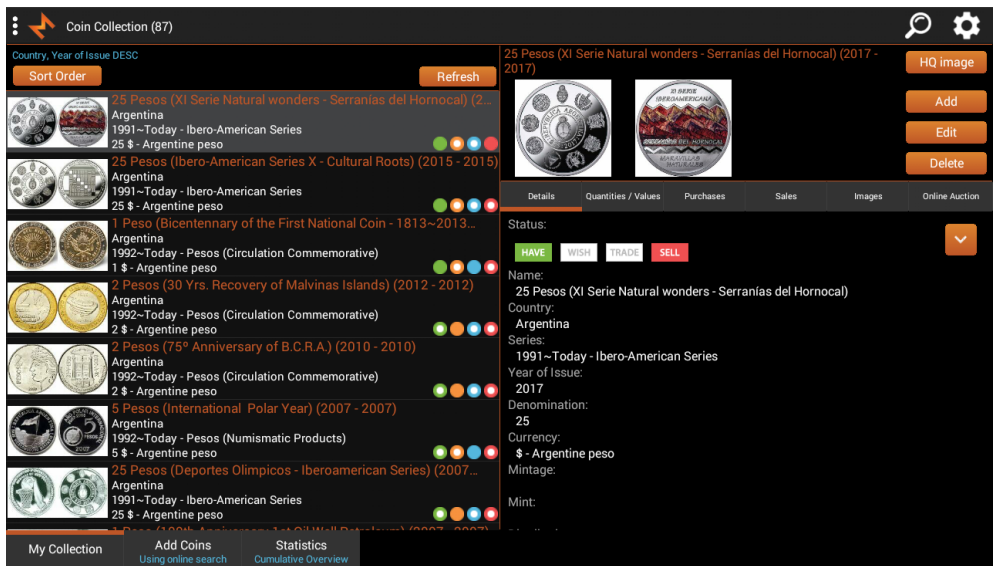 Coin Collection (87)
Country, Year of Issue DESC
Sort Order
Refresh
25 Pesos (XI Serie Natural wonders - Serranías del Hornocal) (2...
Argentina
1991~Today - Ibero-American Series
25 $ - Argentine peso
25 Pesos (Ibero-American Series X - Cultural Roots) (2015 - 2015)
Argentina
1991~Today - Ibero-American Series
25 $ - Argentine peso
1 Peso (Bicentennary of the First National Coin - 1813~2013...
Argentina
1992~Today - Pesos (Circulation Commemorative)
1 $ - Argentine peso
2 Pesos (30 Yrs. Recovery of Malvinas Islands) (2012 - 2012)
Argentina
1992~Today - Pesos (Circulation Commemorative)
2 $ - Argentine peso
2 Pesos (75º Anniversary of B.C.R.A.) (2010 - 2010)
Argentina
1992~Today - Pesos (Circulation Commemorative)
2 $ - Argentine peso
5 Pesos (International Polar Year) (2007 - 2007)
Argentina
1992~Today - Pesos (Numismatic Products)
5 $ - Argentine peso
25 Pesos (Deportes Olimpicos - Iberoamerican Series) (2007...
Argentina
1991~Today - Ibero-American Series
25 $ - Argentine peso
25 Pesos (XI Serie Natural wonders - Serranías del Hornocal) (2017 -
2017)
XI SERIE
IBEROAMERICANA
MARAVILLAS
NATURALES
HQ image
Add
Edit
Delete
Details
Quantities / Values
Purchases
Sales
Images
Online Auction
Status:
HAVE
WISH
TRADE
SELL
Name:
25 Pesos (XI Serie Natural wonders - Serranías del Hornocal)
Country:
Argentina
Series:
1991~Today - Ibero-American Series
Year of Issue:
2017
Denomination:
25
Currency:
$ - Argentine peso
Mintage:
Mint:
My Collection
Add Coins
Using online search
Statistics
Cumulative Overview